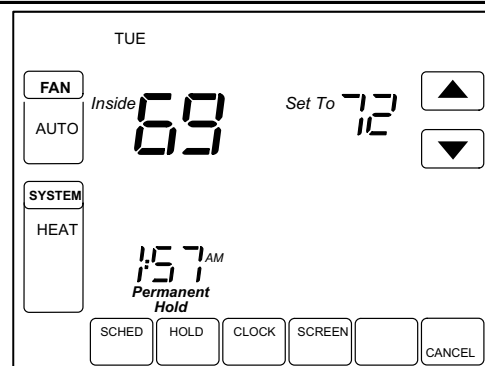 TUE
FAN
AUTO
Inside 69
Set To 72
SYSTEM
HEAT
1:57 AM
Permanent
Hold
SCHED HOLD CLOCK SCREEN CANCEL